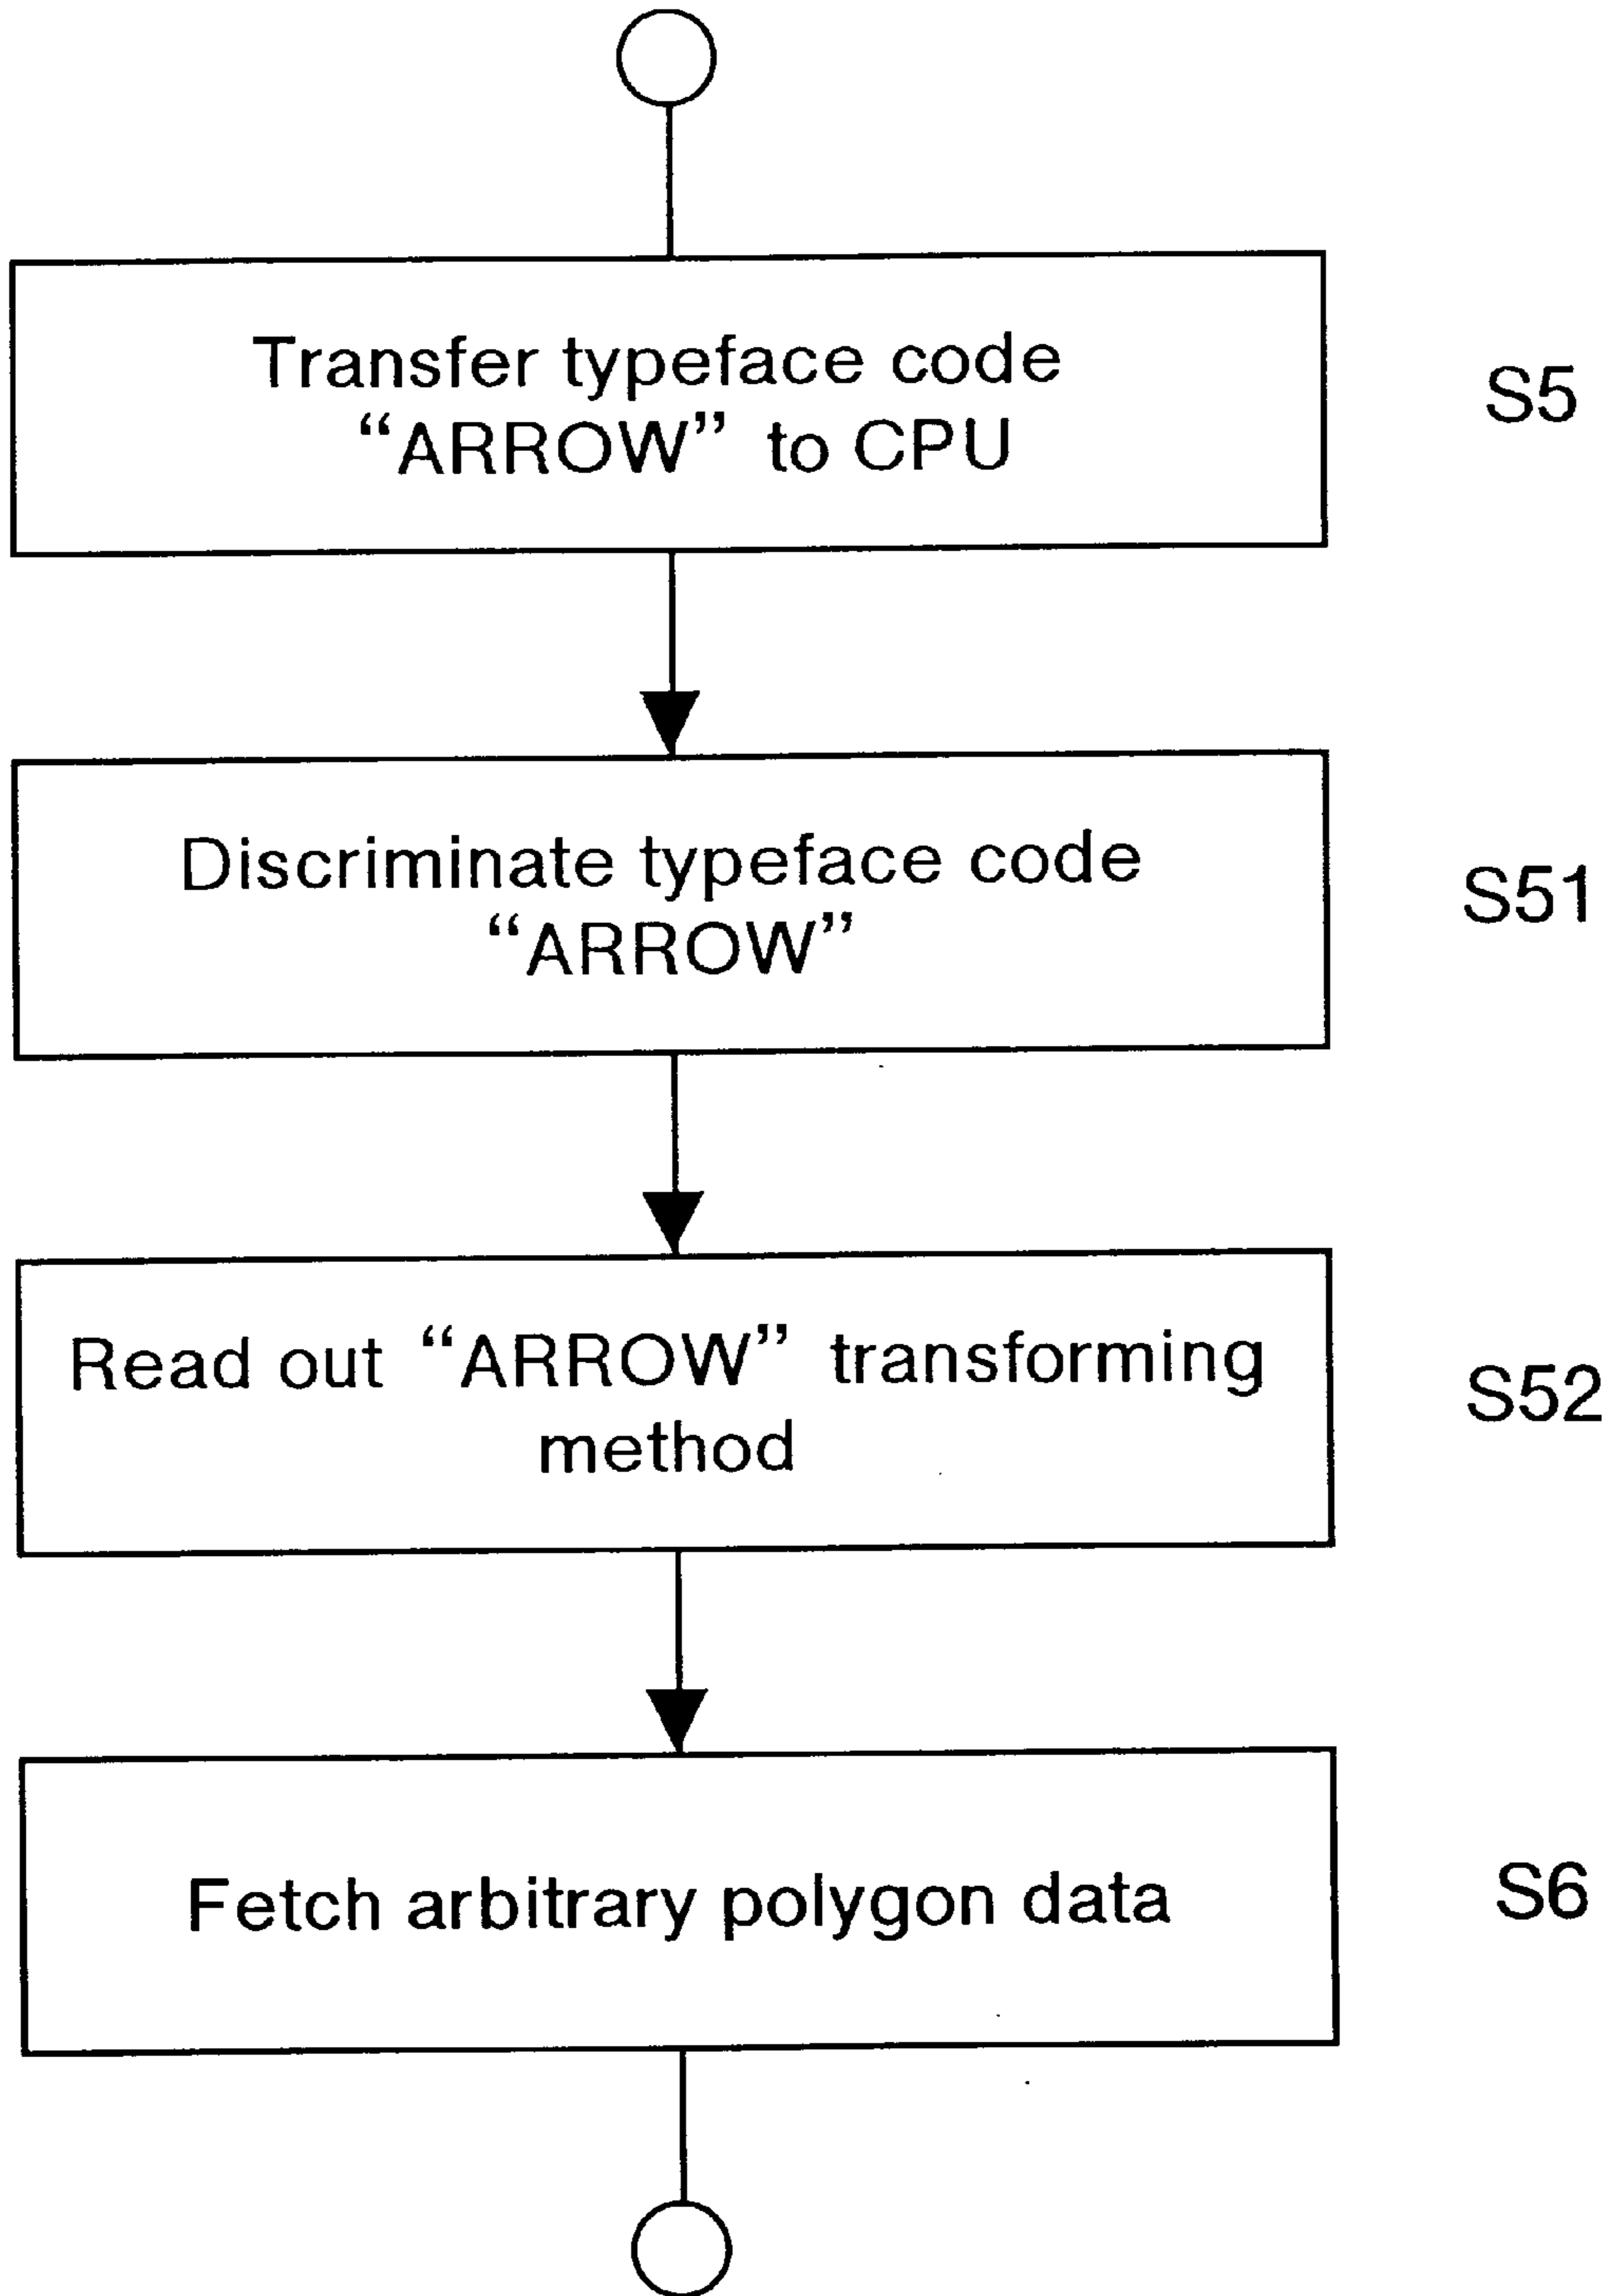 Transfer typeface code
“ARROW” to CPU
S5
Discriminate typeface code
“ARROW”
S51
Read out “ARROW” transforming
method
S52
Fetch arbitrary polygon data
S6